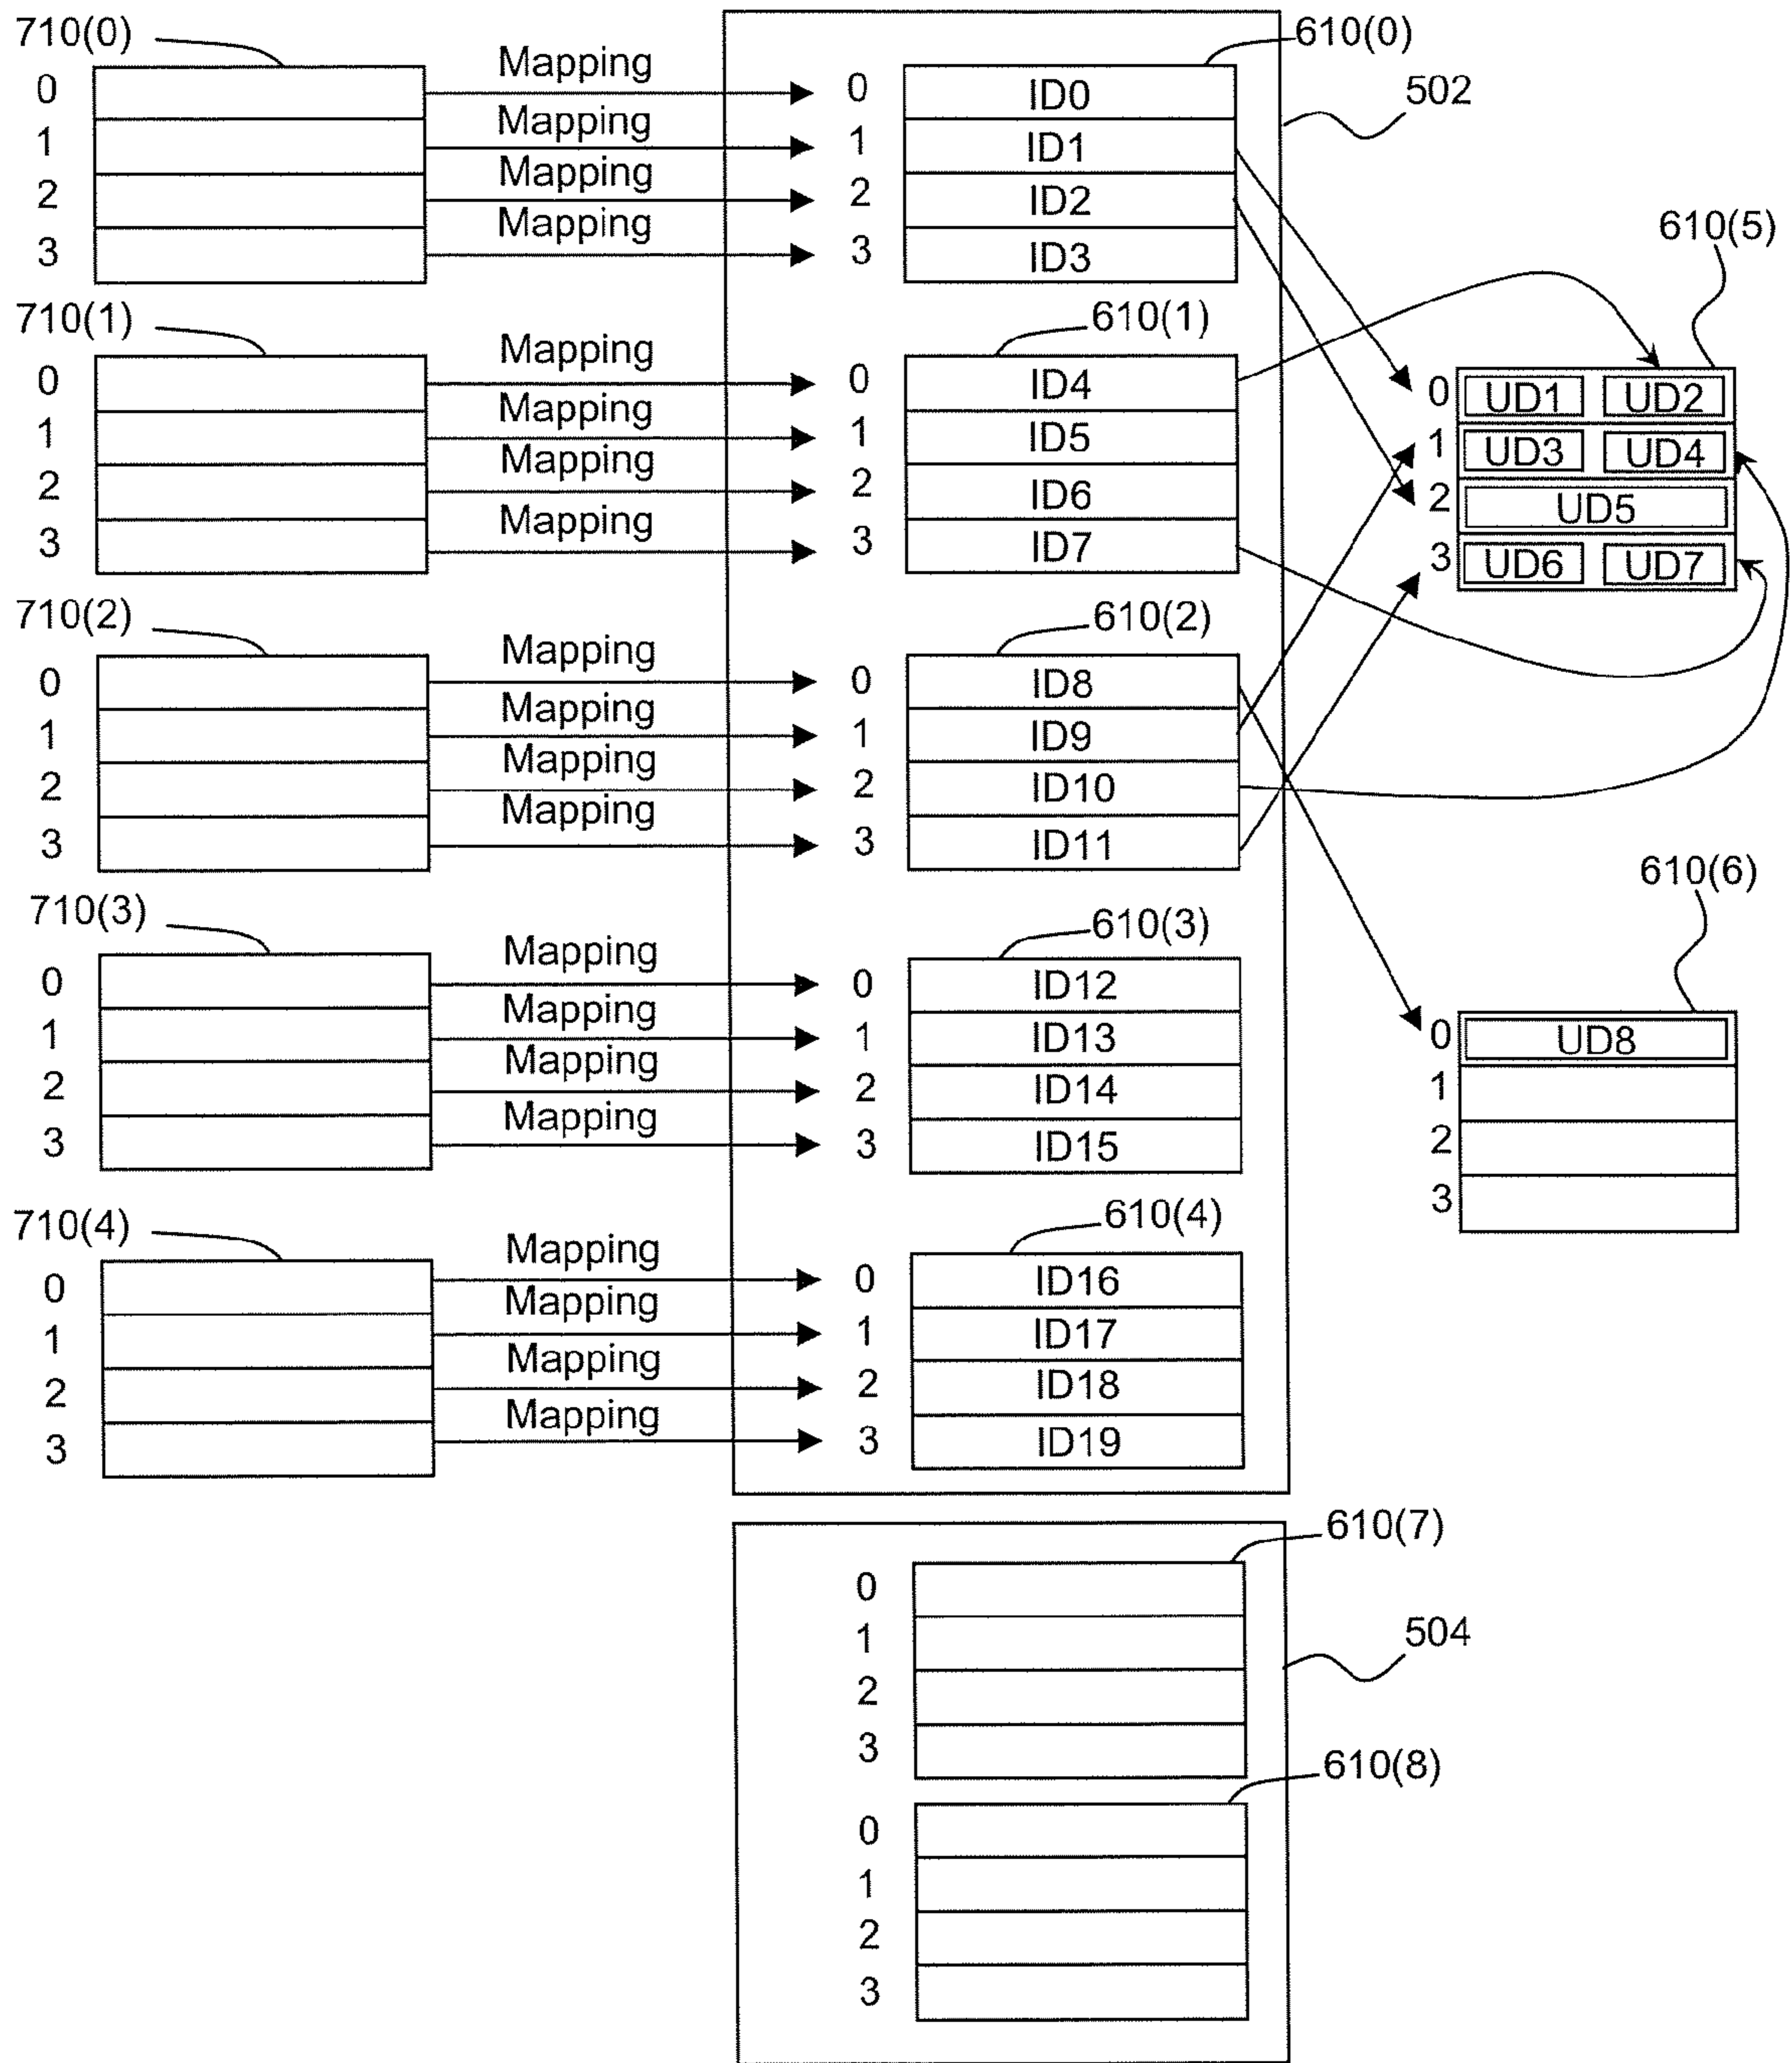 710(0)
0
1
2
3
Mapping
Mapping
Mapping
Mapping
0
1
2
3
610(0)
ID0
ID1
ID2
ID3
502
710(1)
0
1
2
3
Mapping
Mapping
Mapping
Mapping
0
1
2
3
610(1)
ID4
ID5
ID6
ID7
610(5)
0 UD1 UD2
1 UD3 UD4
2 UD5
3 UD6 UD7
710(2)
0
1
2
3
Mapping
Mapping
Mapping
Mapping
0
1
2
3
610(2)
ID8
ID9
ID10
ID11
710(3)
0
1
2
3
Mapping
Mapping
Mapping
Mapping
0
1
2
3
610(3)
ID12
ID13
ID14
ID15
610(6)
0 UD8
1
2
3
710(4)
0
1
2
3
Mapping
Mapping
Mapping
Mapping
0
1
2
3
610(4)
ID16
ID17
ID18
ID19
610(7)
0
1
2
3
504
610(8)
0
1
2
3